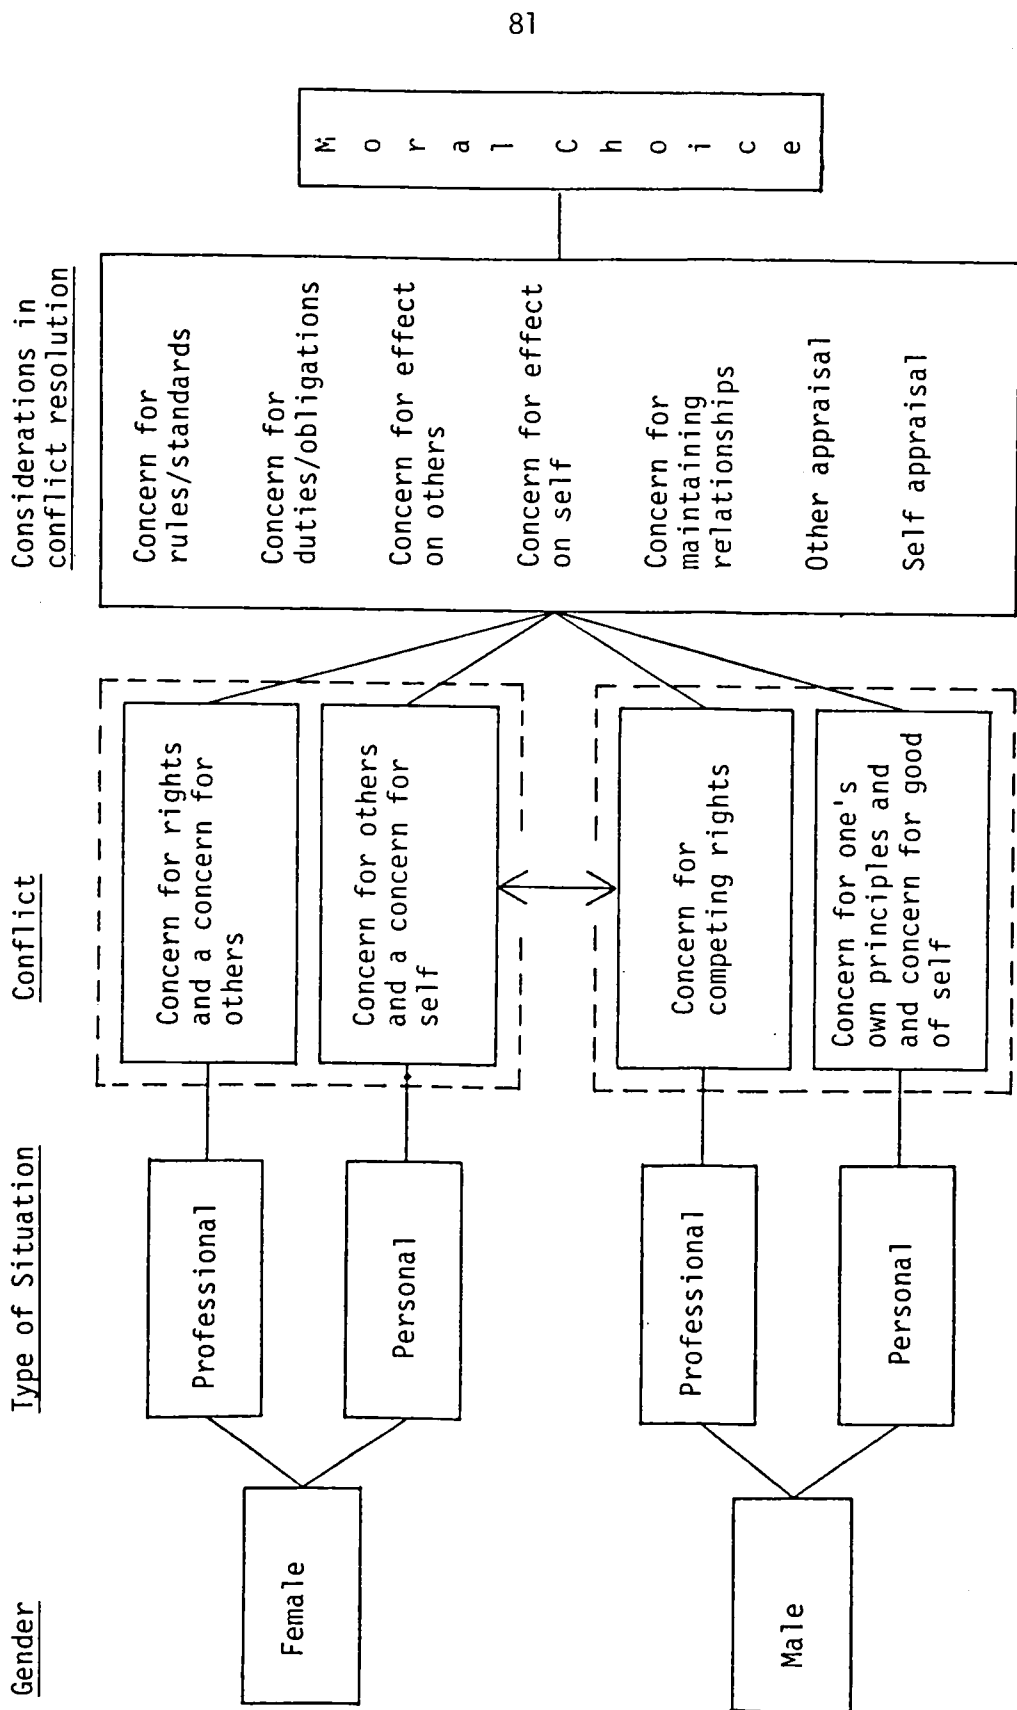 81
Gender
Type of Situation
Conflict
Considerations in
conflict resolution
Female
Professional
Personal
Concern for rights
and a concern for
others
Concern for others
and a concern for
self
Male
Professional
Personal
Concern for
competing rights
Concern for one's
own principles and
and concern for good
of self
Concern for
rules/standards
Concern for
duties/obligations
Concern for effect
on others
Concern for effect
on self
Concern for
maintaining
relationships
Other appraisal
Self appraisal
Moral Choice